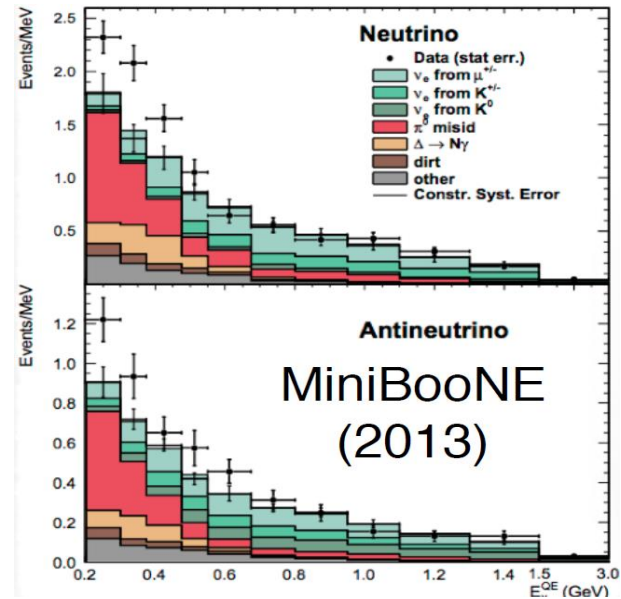 Events/MeV
2.5
2.0
1.5
1.0
0.5
Neutrino
Data (stat err.)
νe from μ+/-
νe from K+/-
νe from K0
π0 misid
Δ → Nγ
dirt
other
Constr. Syst. Error
Events/MeV
1.2
1.0
0.8
0.6
0.4
0.2
0.0
Antineutrino
MiniBooNE
(2013)
0.2 0.4 0.6 0.8 1.0 1.2 1.4 1.5 3.0
EνQE (GeV)